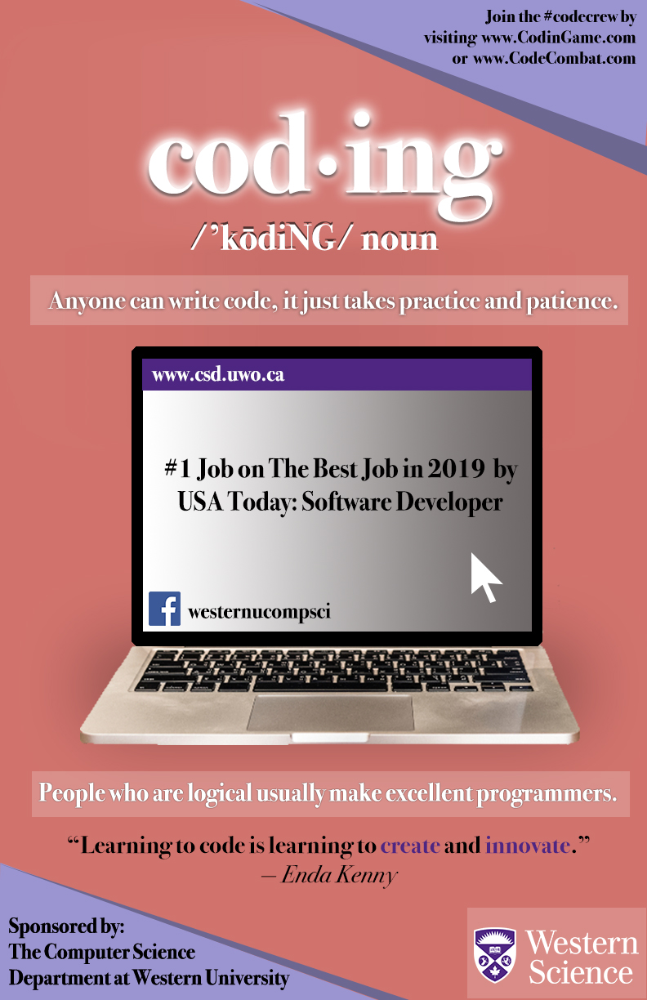 Join the #codecrew by
visiting www.CodinGame.com
or www.CodeCombat.com
cod·ing
/’kōdiNG/ noun
Anyone can write code, it just takes practice and patience.
www.csd.uwo.ca
#1 Job on The Best Job in 2019 by
USA Today: Software Developer
f westernucompsci
People who are logical usually make excellent programmers.
“Learning to code is learning to create and innovate.”
– Enda Kenny
Sponsored by:
The Computer Science
Department at Western University
Western
Science